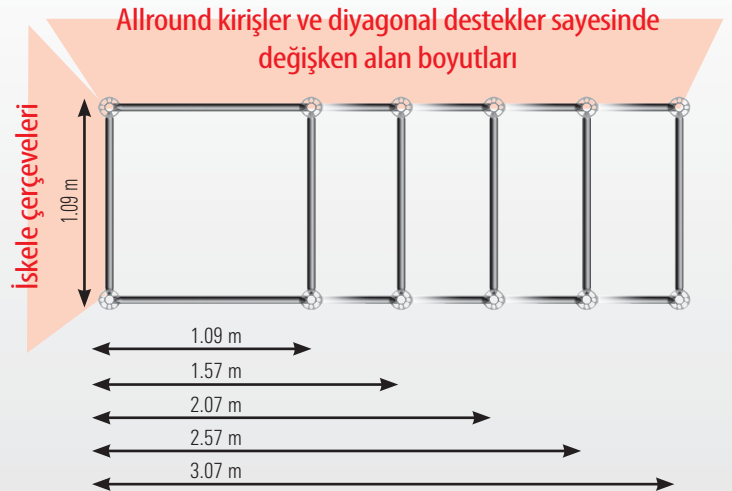 Allround kirişler ve diyagonal destekler sayesinde
değişken alan boyutları
İskele çerçeveleri
1.09 m
1.09 m
1.57 m
2.07 m
2.57 m
3.07 m